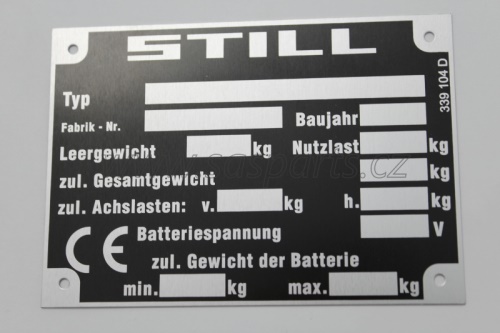 STILL
Typ
339 104 D
Fabrik - Nr. Baujahr
Leergewicht kg Nutzlast kg
zul. Gesamtgewicht kg
zul. Achslasten: v. kg h. kg
CE Batteriespannung V
zul. Gewicht der Batterie
min. kg max. kg